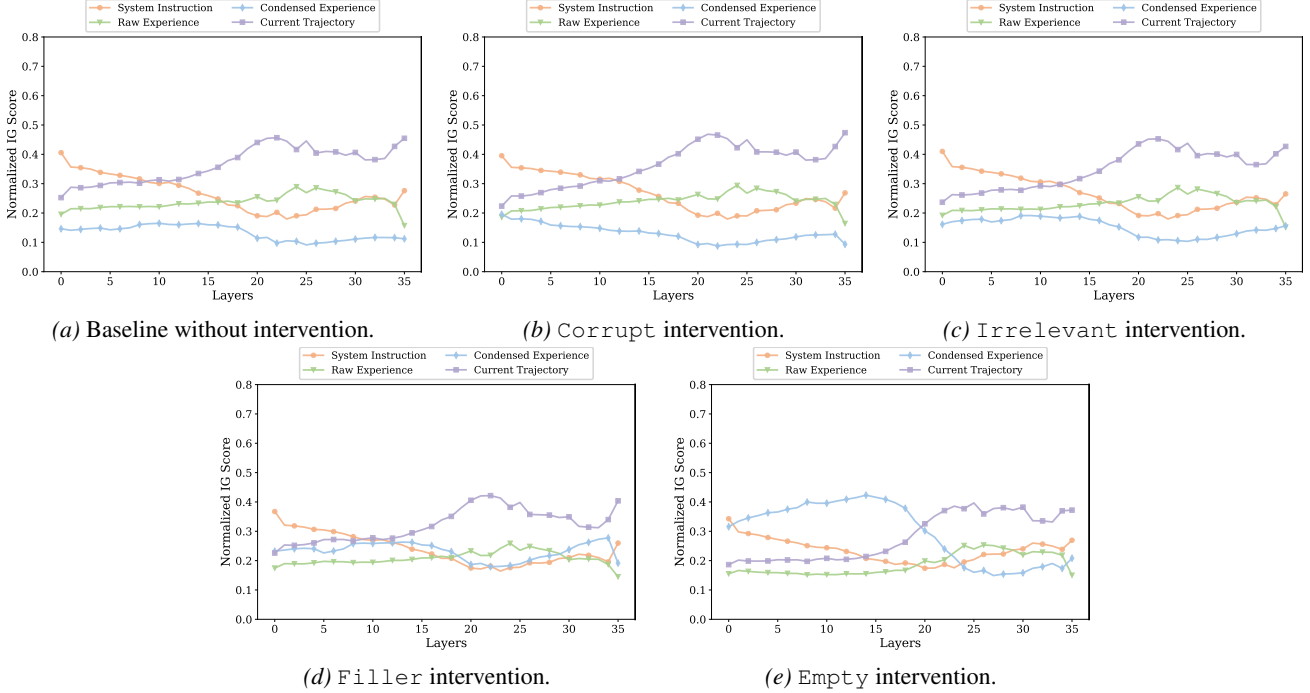 System Instruction
Condensed Experience
Raw Experience
Current Trajectory
0.8
0.7
0.6
0.5
0.4
0.3
0.2
0.1
0.0
Normalized IG Score
0 5 10 15 20 25 30 35
Layers
(a) Baseline without intervention.
System Instruction
Condensed Experience
Raw Experience
Current Trajectory
0.8
0.7
0.6
0.5
0.4
0.3
0.2
0.1
0.0
Normalized IG Score
0 5 10 15 20 25 30 35
Layers
(b) Corrupt intervention.
System Instruction
Condensed Experience
Raw Experience
Current Trajectory
0.8
0.7
0.6
0.5
0.4
0.3
0.2
0.1
0.0
Normalized IG Score
0 5 10 15 20 25 30 35
Layers
(c) Irrelevant intervention.
System Instruction
Condensed Experience
Raw Experience
Current Trajectory
0.8
0.7
0.6
0.5
0.4
0.3
0.2
0.1
0.0
Normalized IG Score
0 5 10 15 20 25 30 35
Layers
(d) Filler intervention.
System Instruction
Condensed Experience
Raw Experience
Current Trajectory
0.8
0.7
0.6
0.5
0.4
0.3
0.2
0.1
0.0
Normalized IG Score
0 5 10 15 20 25 30 35
Layers
(e) Empty intervention.